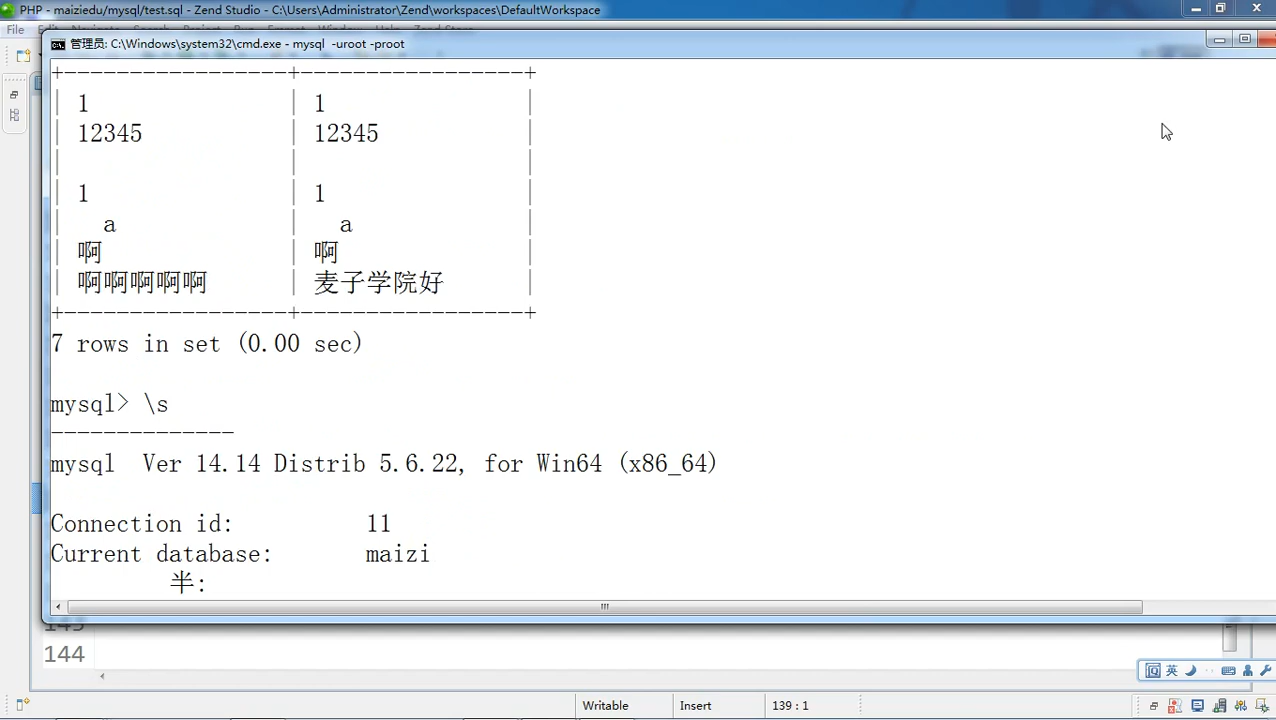 PHP - maiziedu/mysql/test.sql - Zend Studio - C:\Users\Administrator\Zend\workspaces\DefaultWorkspace
管理员: C:\Windows\system32\cmd.exe - mysql  -uroot -proot
+------------------+-----------------+
| 1 | 1 |
| 12345 | 12345 |
| | |
| 1 | 1 |
|   a |   a |
| 啊 | 啊 |
| 啊啊啊啊啊 | 麦子学院好 |
+------------------+-----------------+
7 rows in set (0.00 sec)
mysql> \s
--------------
mysql  Ver 14.14 Distrib 5.6.22, for Win64 (x86_64)
Connection id:          11
Current database:       maizi
半:
144
英
Writable
Insert
139 : 1